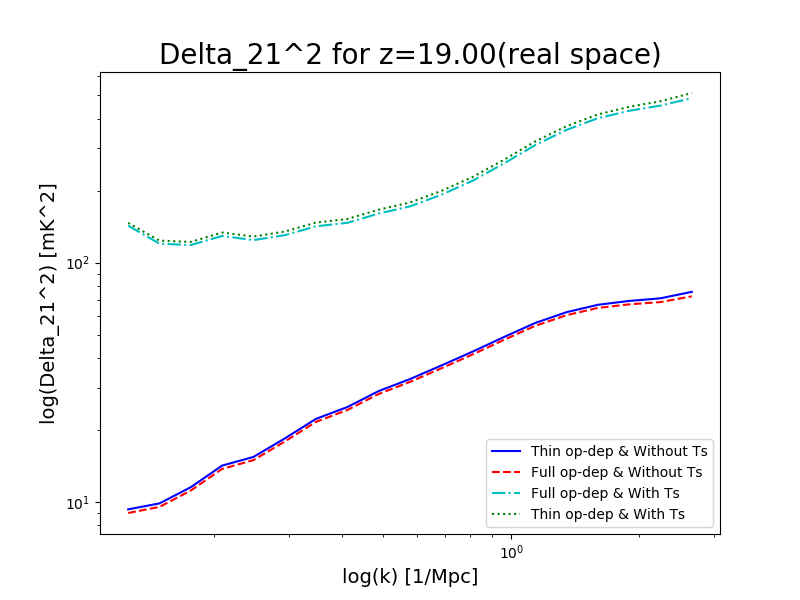 Delta_21^2 for z=19.00(real space)
log(Delta_21^2) [mK^2]
10^2
10^1
Thin op-dep & Without Ts
Full op-dep & Without Ts
Full op-dep & With Ts
Thin op-dep & With Ts
10^0
log(k) [1/Mpc]